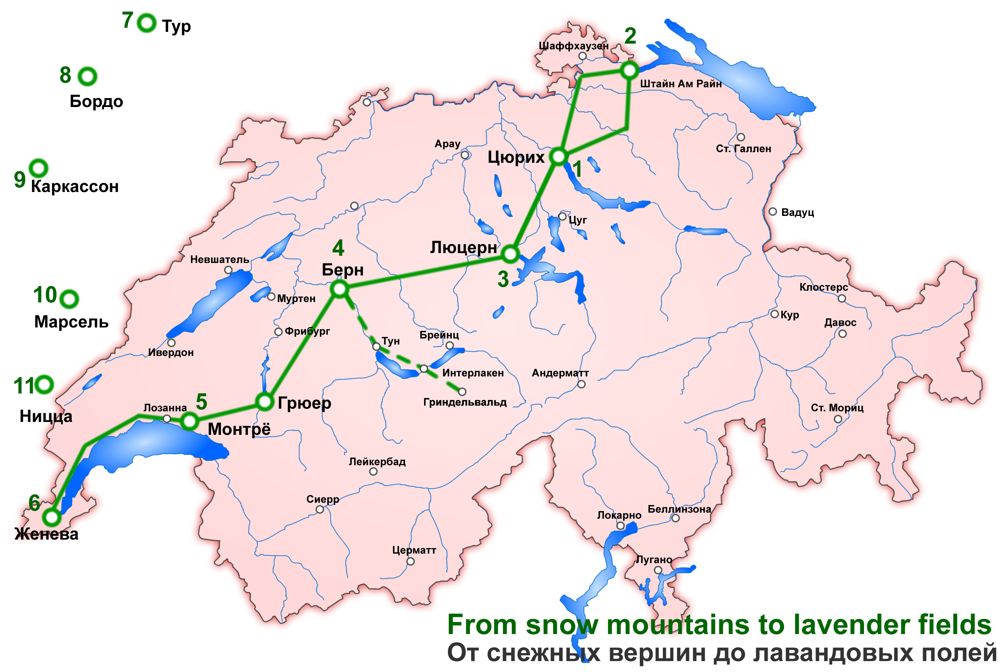 7 Тур
2
Шаффхаузен
8
Штайн Ам Райн
Бордо
Арау
Ст. Галлен
Цюрих
1
9
Каркассон
Вадуц
Цуг
Люцерн
4
Невшатель
Берн
3
Клостерс
10
Муртен
Кур
Марсель
Давос
Фрибург
Брейнц
Тун
Ивердон
Интерлакен
Андерматт
11
5
Грюер
Гриндельвальд
Лозанна
Ст. Мориц
Ницца
Монтрё
Лейкербад
6
Сиерр
Беллинзона
Локарно
Женева
Церматт
Лугано
From snow mountains to lavender fields
От снежных вершин до лавандовых полей